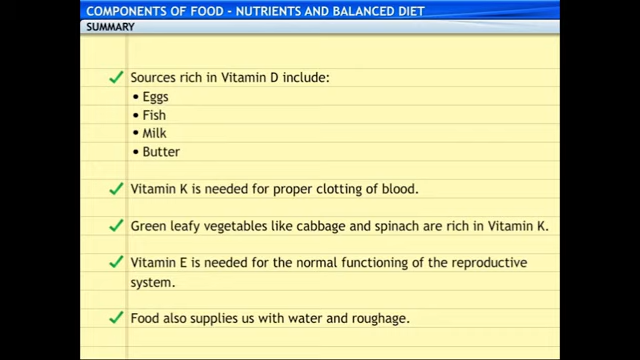 COMPONENTS OF FOOD - NUTRIENTS AND BALANCED DIET
SUMMARY
Sources rich in Vitamin D include:
• Eggs
• Fish
• Milk
• Butter
Vitamin K is needed for proper clotting of blood.
Green leafy vegetables like cabbage and spinach are rich in Vitamin K.
Vitamin E is needed for the normal functioning of the reproductive
system.
Food also supplies us with water and roughage.